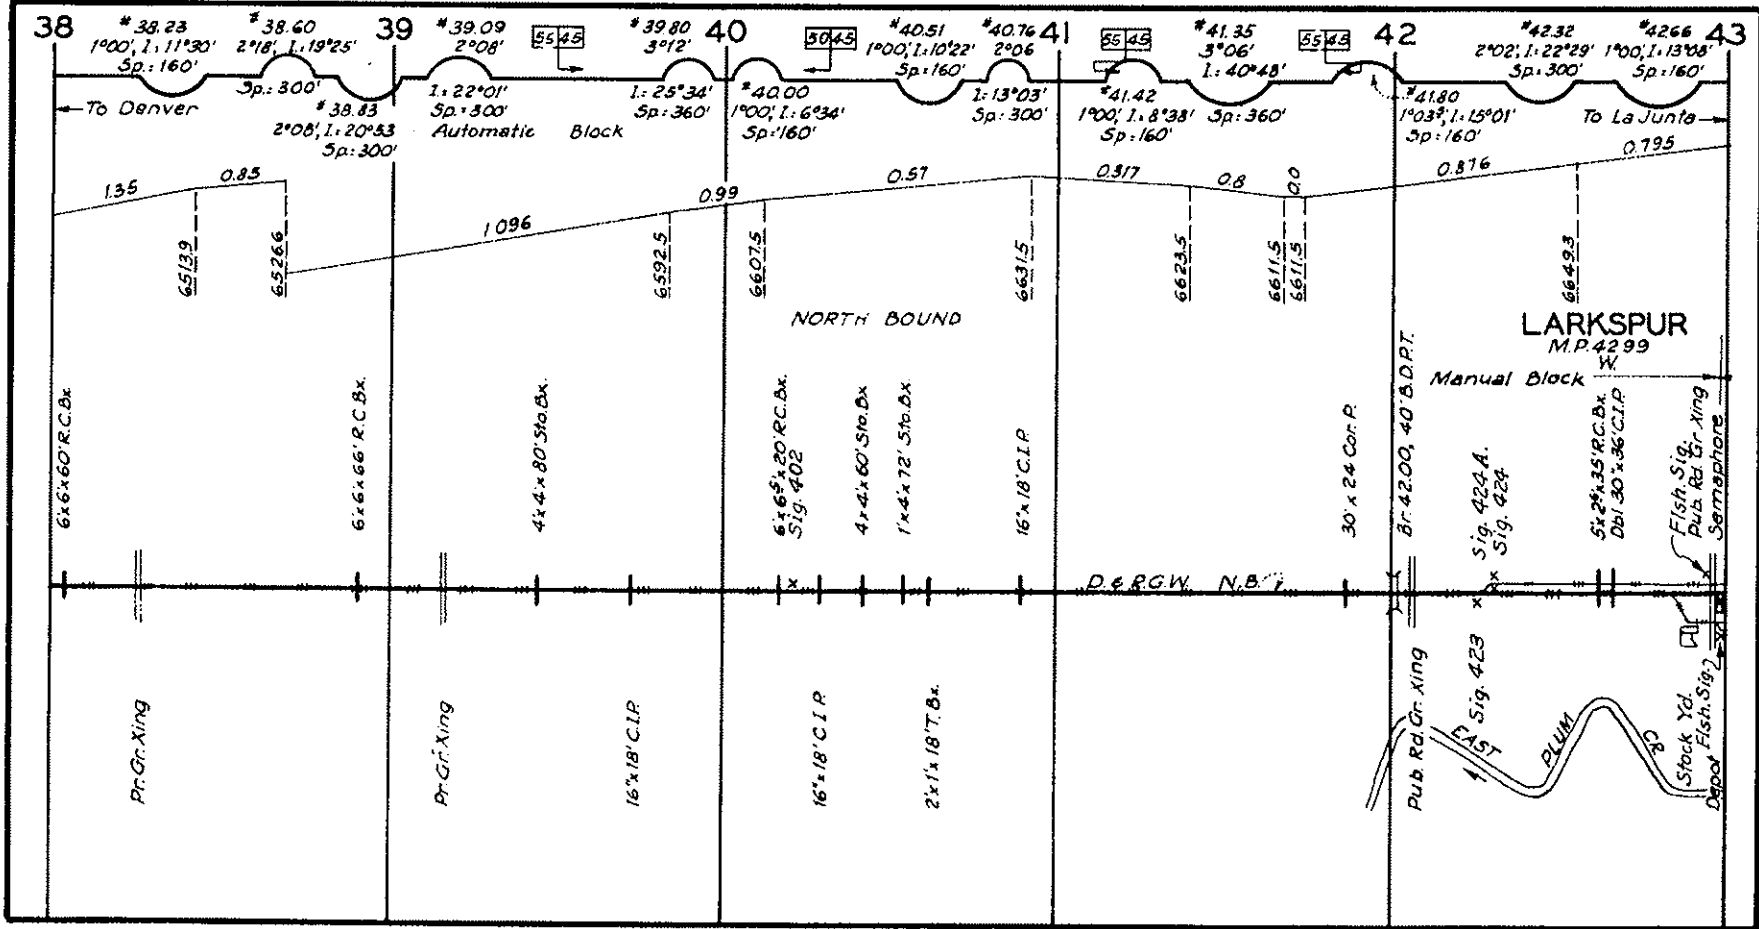 38
39
40
41
42
43
# 38.23
1°00', I.: 11°30'
Sp.: 160'
# 38.60
2°18', I.: 19°25'
Sp.: 300'
# 38.83
2°08', I.: 20°53
Sp.: 300'
# 39.09
2°08'
I.: 22°01'
Sp.: 300'
55 45
# 39.80
3°12'
I.: 25°34'
Sp.: 360'
# 40.00
1°00', I.: 6°34'
Sp.: 160'
50 45
# 40.51
1°00', I.: 10°22'
Sp.: 160'
# 40.76
2°06
I.: 13°03'
Sp.: 300'
55 45
# 41.42
1°00', I.: 8°38'
Sp.: 160'
# 41.35
3°06'
I.: 40°48'
Sp.: 360'
55 45
# 41.80
I.: 15°01'
Sp.: 160'
# 42.32
2°02', I.: 22°29'
Sp.: 300'
# 4266
1°00', I.: 13°08'
Sp.: 160'
To Denver
Automatic Block
To La Junta
1.35
0.83
1.096
0.99
0.57
0.317
0.8
0.0
0.876
0.795
6513.9
6526.6
6592.5
6607.5
6631.5
6623.5
6611.5
6611.5
6649.3
NORTH BOUND
LARKSPUR
M.P. 42 99
W.
Manual Block
6'x6'x60' R.C.Bx.
6'x6'x66' R.C.Bx.
4'x4'x80' Sto.Bx.
Sig. 402
4'x4'x60' Sto.Bx
1'x4'x72' Sto.Bx.
16"x18' C.I.P.
30"x24' Cor. P.
Br. 42.00, 40' B.D.P.T.
Sig. 424-A.
Sig. 424
Dbl 30"x36' C.I.P.
Flsh. Sig.
Pub. Rd. Gr. Xing
Semaphore
D. & R.G.W. N.B.
Pr. Gr. Xing
Pr. Gr. Xing
16"x18' C.I.P.
16"x18' C.I.P.
2'x1'x18' T. Bx.
Pub. Rd. Gr. Xing
Sig. 423
EAST PLUM CR
Stock Yd.
Depot
Flsh. Sig.